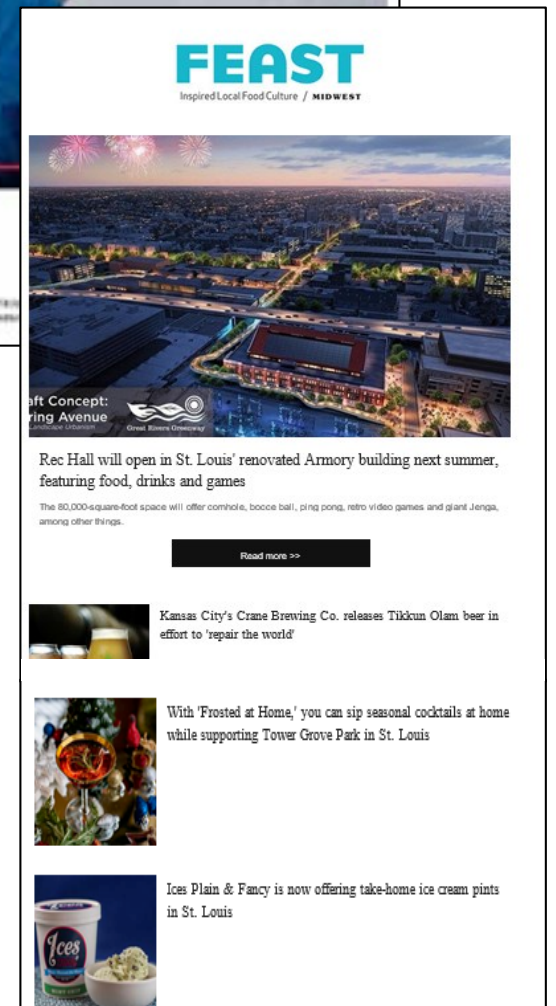 FEAST
Inspired Local Food Culture / MIDWEST
aft Concept:
ring Avenue
Landscape Urbanism
Great Rivers Greenway
Rec Hall will open in St. Louis' renovated Armory building next summer,
featuring food, drinks and games
The 80,000-square-foot space will offer cornhole, bocce ball, ping pong, retro video games and giant Jenga,
among other things.
Read more >>
Kansas City's Crane Brewing Co. releases Tikkun Olam beer in
effort to 'repair the world'
With 'Frosted at Home,' you can sip seasonal cocktails at home
while supporting Tower Grove Park in St. Louis
Ices Plain & Fancy is now offering take-home ice cream pints
in St. Louis
Ices